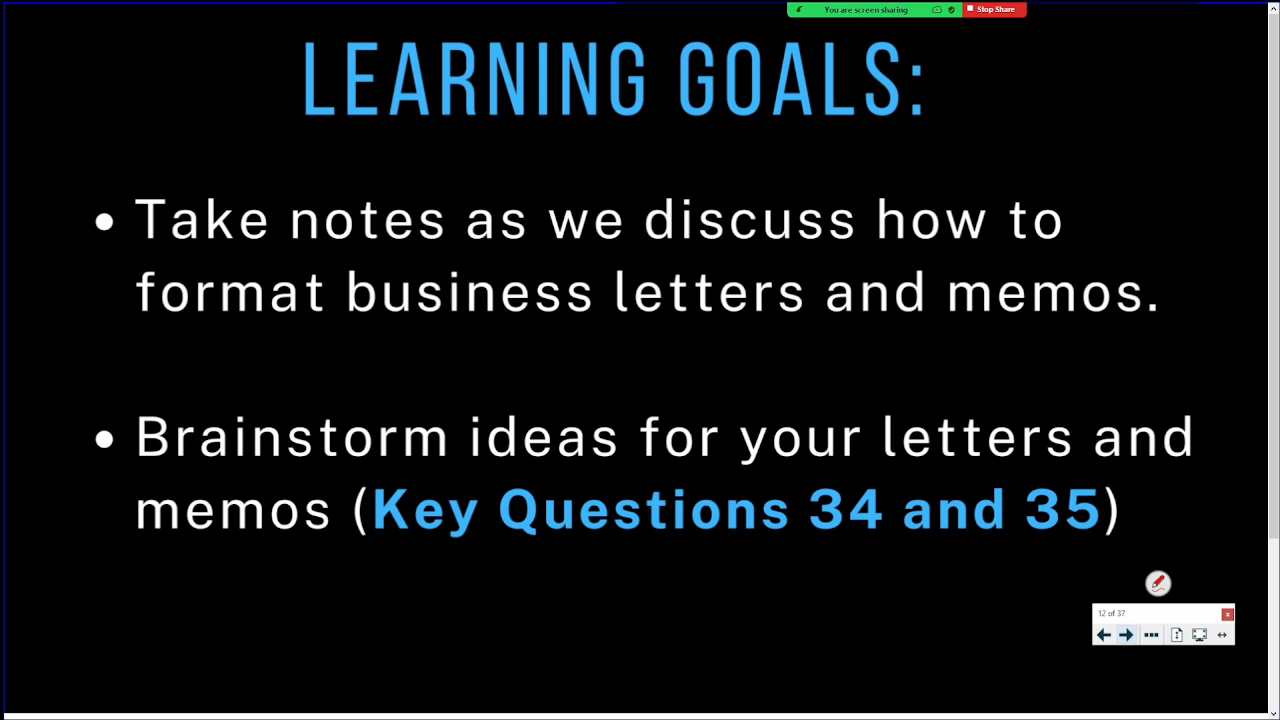 You are screen sharing
Stop Share
LEARNING GOALS:
• Take notes as we discuss how to
format business letters and memos.
• Brainstorm ideas for your letters and
memos (Key Questions 34 and 35)
12 of 37